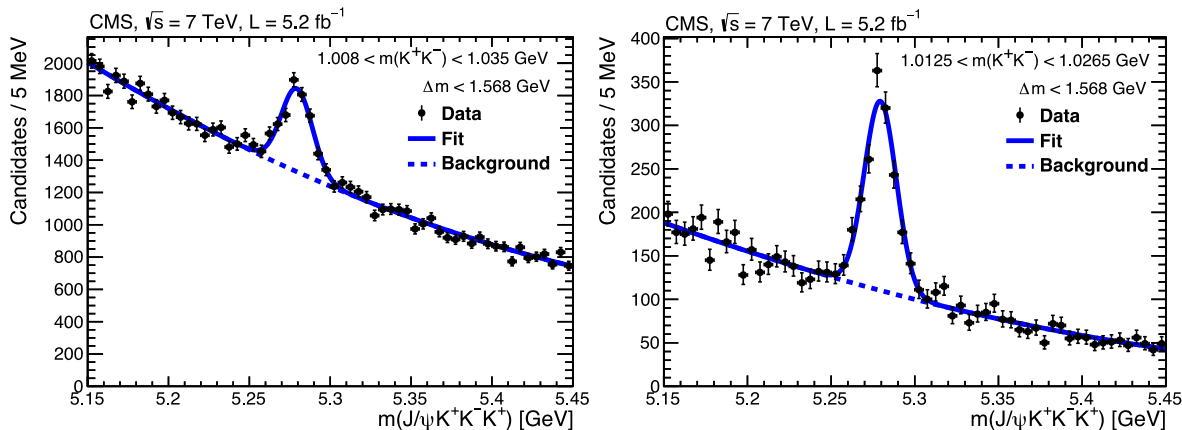 CMS, √s = 7 TeV, L = 5.2 fb⁻¹
Candidates / 5 MeV
2000
1800
1600
1400
1200
1000
800
600
400
200
0
1.008 < m(K⁺K⁻) < 1.035 GeV
Δm < 1.568 GeV
Data
Fit
Background
5.15 5.2 5.25 5.3 5.35 5.4 5.45
m(J/ψK⁺K⁻K⁺) [GeV]
CMS, √s = 7 TeV, L = 5.2 fb⁻¹
Candidates / 5 MeV
400
350
300
250
200
150
100
50
0
1.0125 < m(K⁺K⁻) < 1.0265 GeV
Δm < 1.568 GeV
Data
Fit
Background
5.15 5.2 5.25 5.3 5.35 5.4 5.45
m(J/ψK⁺K⁻K⁺) [GeV]